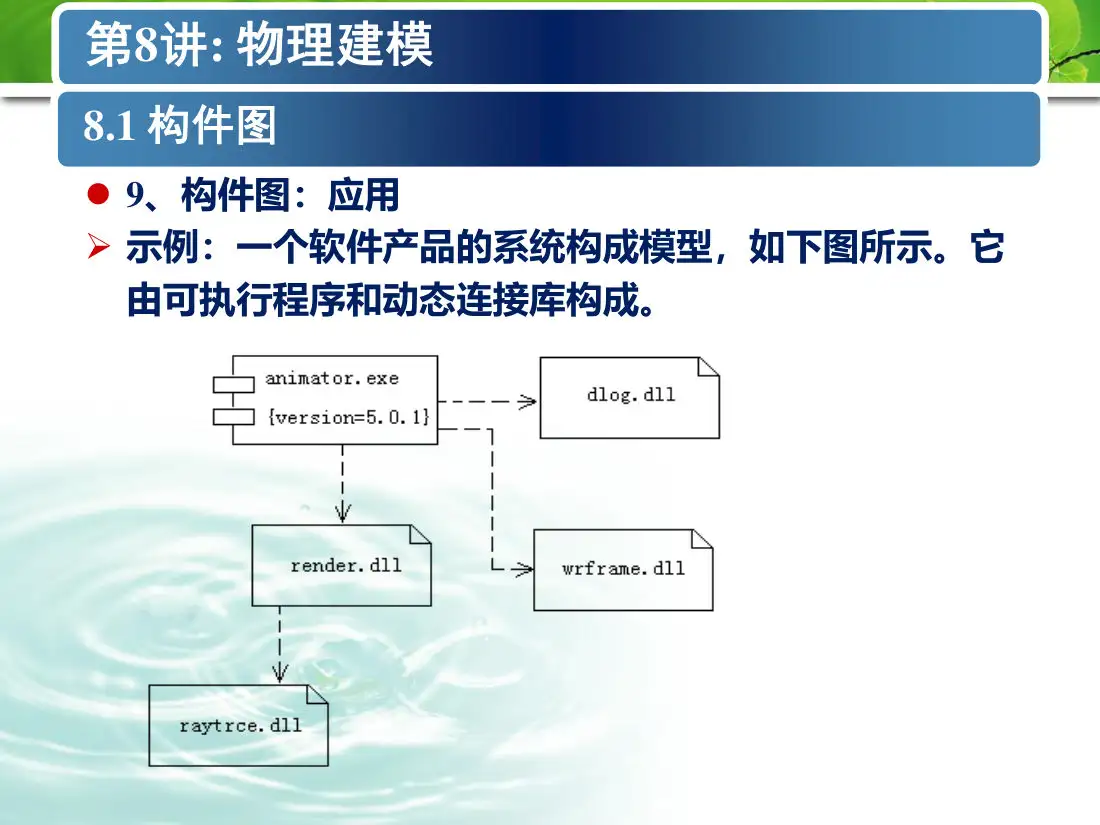 第8讲: 物理建模
8.1 构件图
9、构件图：应用
示例：一个软件产品的系统构成模型，如下图所示。它
由可执行程序和动态连接库构成。
animator.exe
{version=5.0.1}
dlog.dll
render.dll
wrframe.dll
raytrce.dll